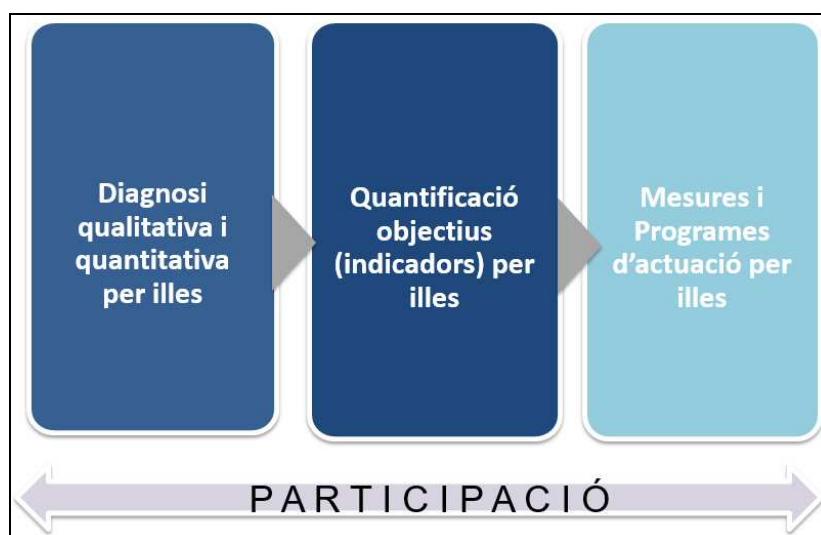 Diagnosi
qualitativa i
quantitativa
per illes
Quantificació
objectius
(indicadors) per
illes
Mesures i
Programes
d'actuació per
illes
PARTICIPACIÓ